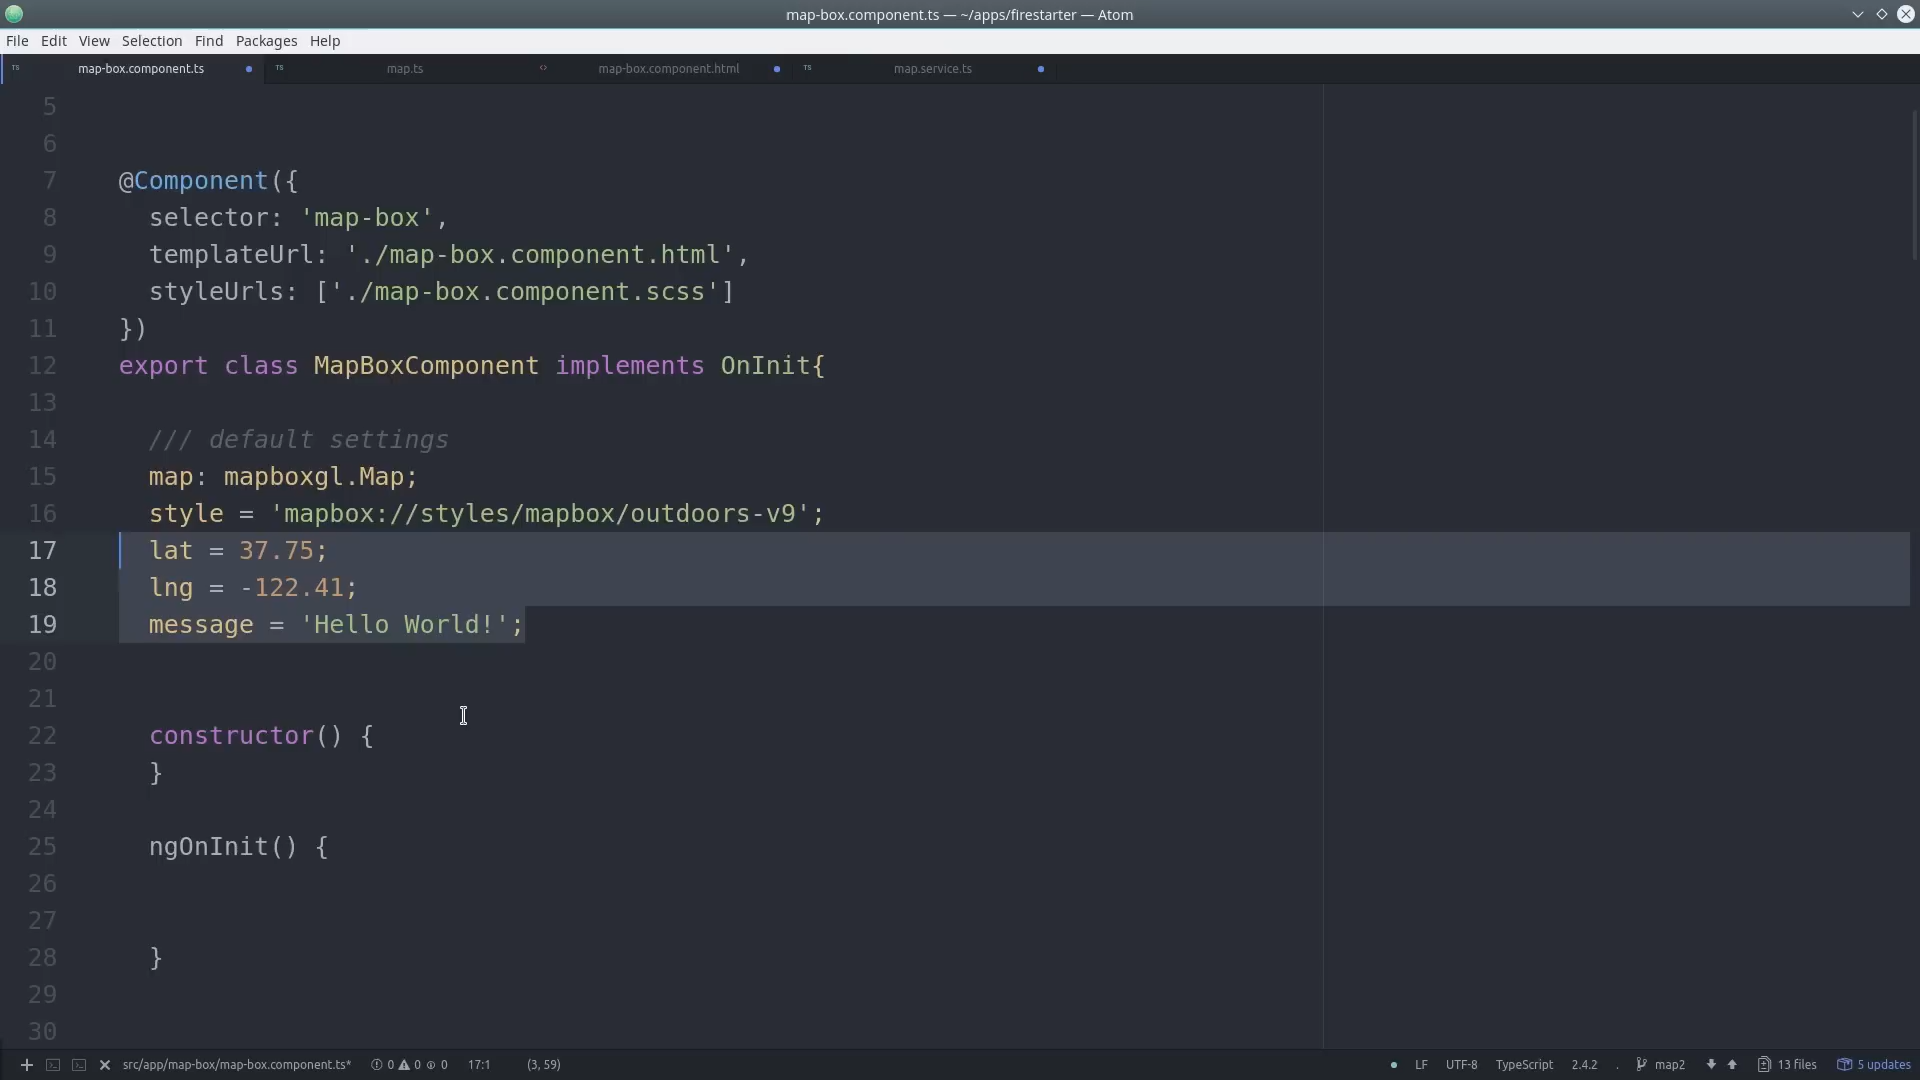 map-box.component.ts — ~/apps/firestarter — Atom
File Edit View Selection Find Packages Help
TS map-box.component.ts TS map.ts <> map-box.component.html TS map.service.ts
5
6
7 @Component({
8 selector: 'map-box',
9 templateUrl: './map-box.component.html',
10 styleUrls: ['./map-box.component.scss']
11 })
12 export class MapBoxComponent implements OnInit{
13
14 /// default settings
15 map: mapboxgl.Map;
16 style = 'mapbox://styles/mapbox/outdoors-v9';
17 lat = 37.75;
18 lng = -122.41;
19 message = 'Hello World!';
20
21
22 constructor() {
23 }
24
25 ngOnInit() {
26
27
28 }
29
30
src/app/map-box/map-box.component.ts* 0 0 0 17:1 (3, 59) LF UTF-8 TypeScript 2.4.2 . map2 13 files 5 updates